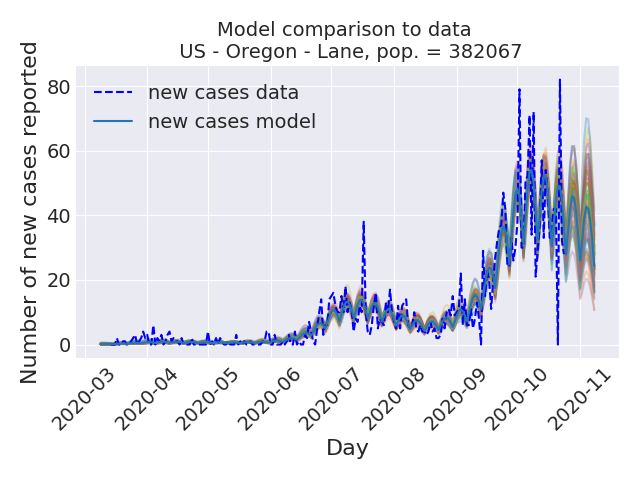 Model comparison to data
US - Oregon - Lane, pop. = 382067
Number of new cases reported
80
60
40
20
0
new cases data
new cases model
2020-03
2020-04
2020-05
2020-06
2020-07
2020-08
2020-09
2020-10
2020-11
Day